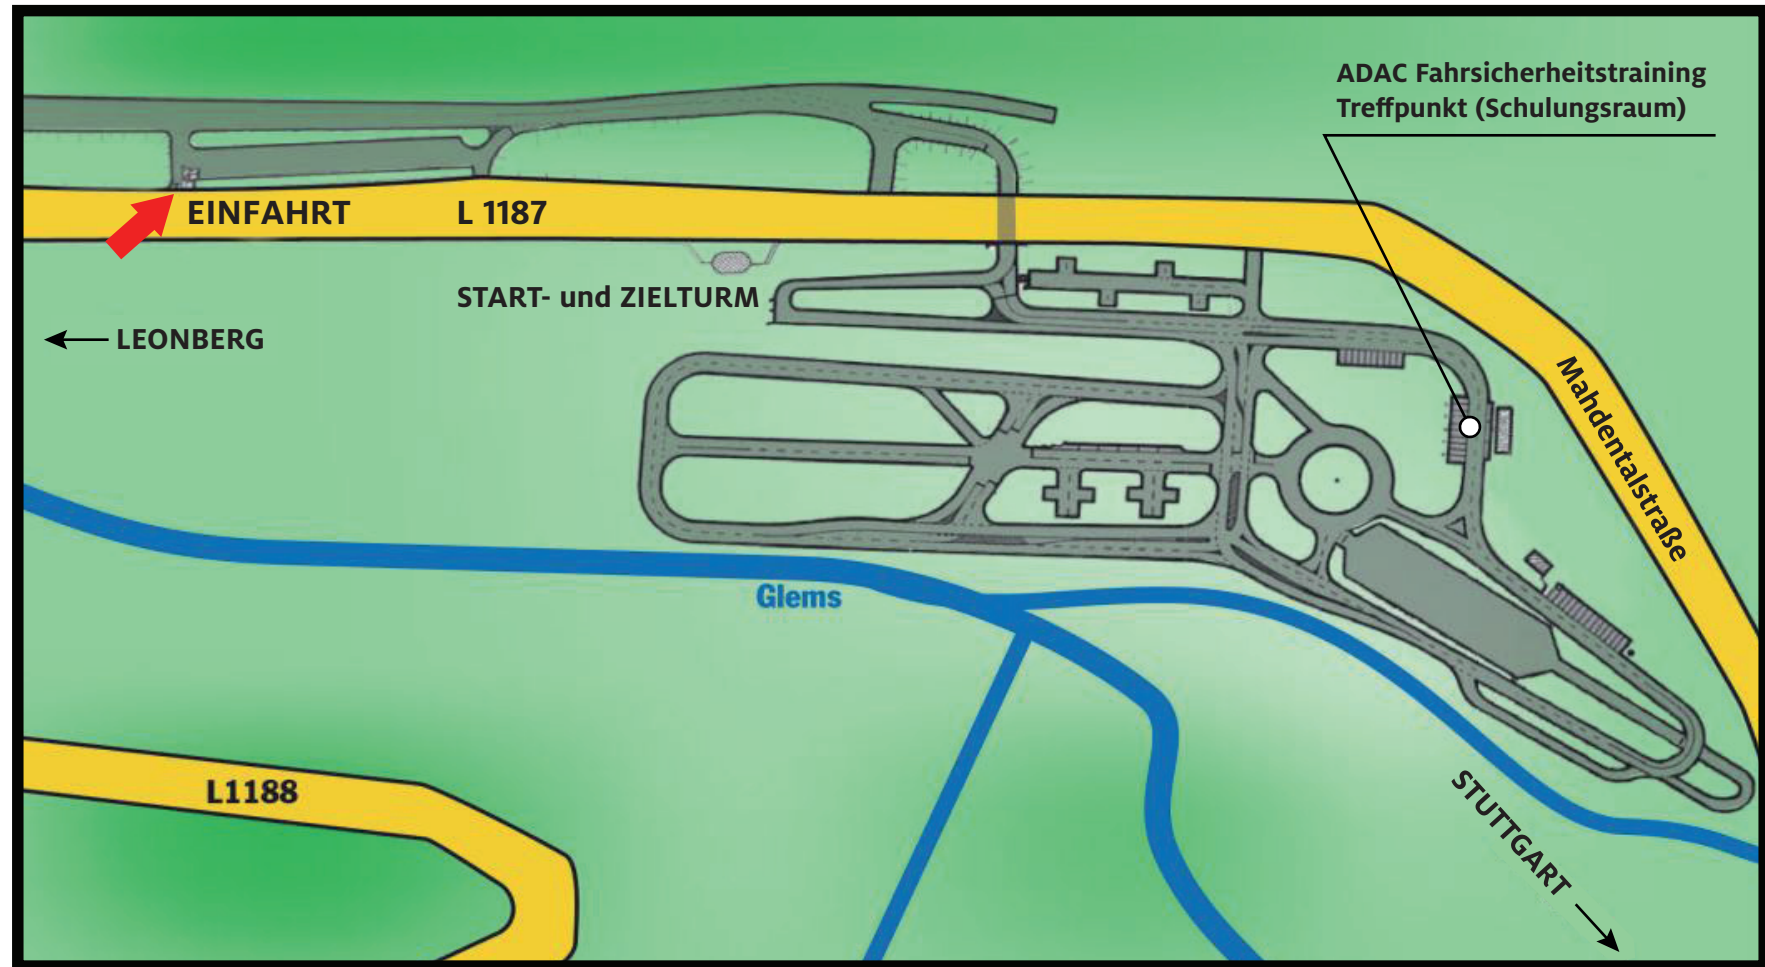 ADAC Fahrsicherheitstraining
Treffpunkt (Schulungsraum)
EINFAHRT
L 1187
START- und ZIELTURM
LEONBERG
Mahdentalstraße
Glems
L1188
STUTTGART